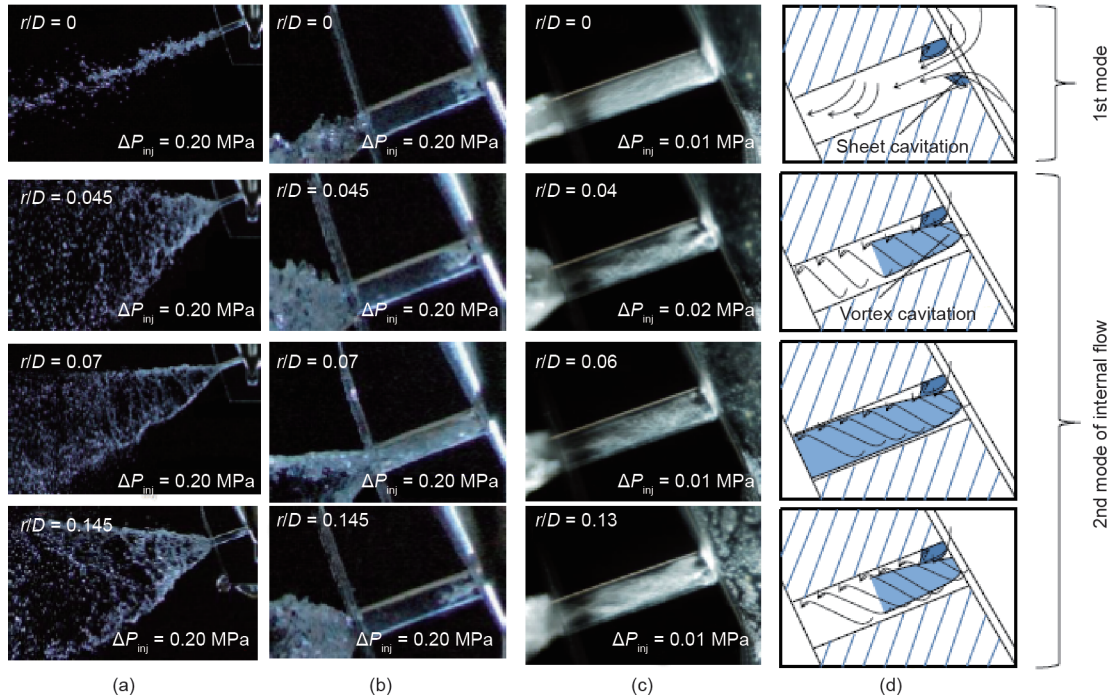 r/D = 0
ΔPinj = 0.20 MPa
r/D = 0
ΔPinj = 0.20 MPa
r/D = 0
ΔPinj = 0.01 MPa
Sheet cavitation
1st mode
r/D = 0.045
ΔPinj = 0.20 MPa
r/D = 0.045
ΔPinj = 0.20 MPa
r/D = 0.04
ΔPinj = 0.02 MPa
Vortex cavitation
r/D = 0.07
ΔPinj = 0.20 MPa
r/D = 0.07
ΔPinj = 0.20 MPa
r/D = 0.06
ΔPinj = 0.01 MPa
2nd mode of internal flow
r/D = 0.145
ΔPinj = 0.20 MPa
r/D = 0.145
ΔPinj = 0.20 MPa
r/D = 0.13
ΔPinj = 0.01 MPa
(a)
(b)
(c)
(d)